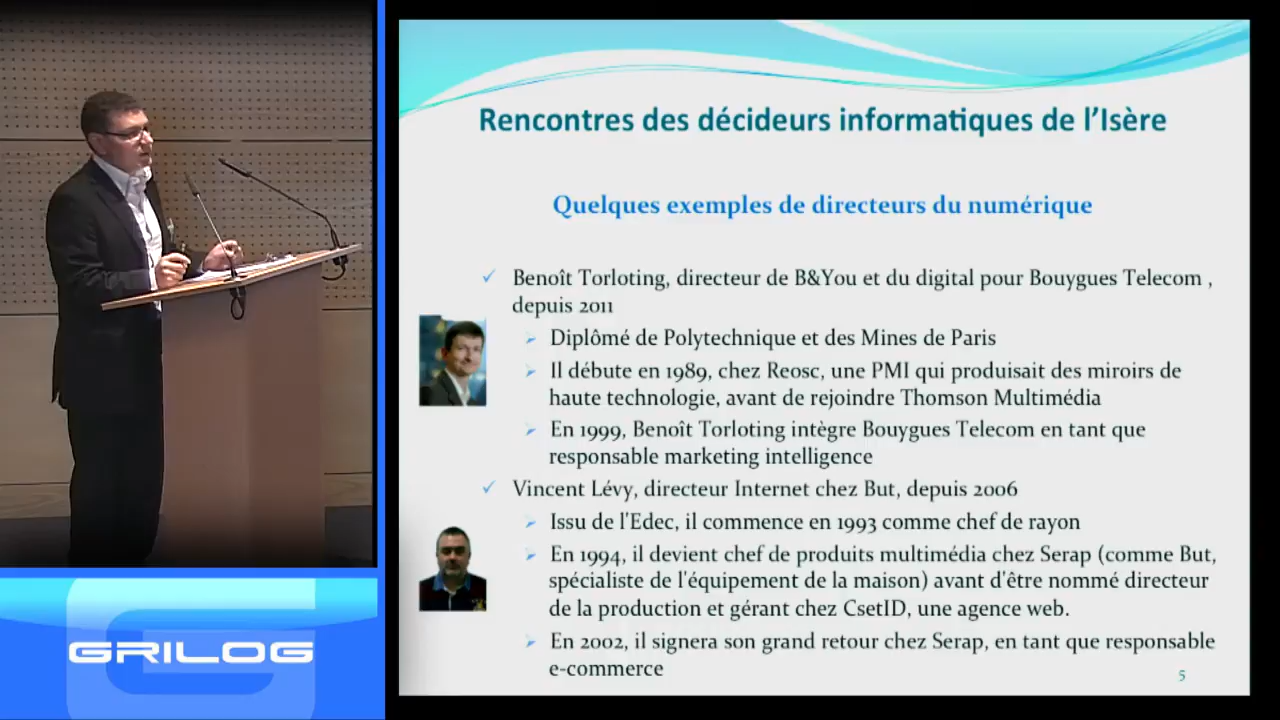 Rencontres des décideurs informatiques de l'Isère
Quelques exemples de directeurs du numérique
Benoît Torloting, directeur de B&You et du digital pour Bouygues Telecom ,
depuis 2011
Diplômé de Polytechnique et des Mines de Paris
Il débute en 1989, chez Reosc, une PMI qui produisait des miroirs de
haute technologie, avant de rejoindre Thomson Multimédia
En 1999, Benoît Torloting intègre Bouygues Telecom en tant que
responsable marketing intelligence
Vincent Lévy, directeur Internet chez But, depuis 2006
Issu de l'Edec, il commence en 1993 comme chef de rayon
En 1994, il devient chef de produits multimédia chez Serap (comme But,
spécialiste de l'équipement de la maison) avant d'être nommé directeur
de la production et gérant chez CsetID, une agence web.
En 2002, il signera son grand retour chez Serap, en tant que responsable
e-commerce
5
GRILOG